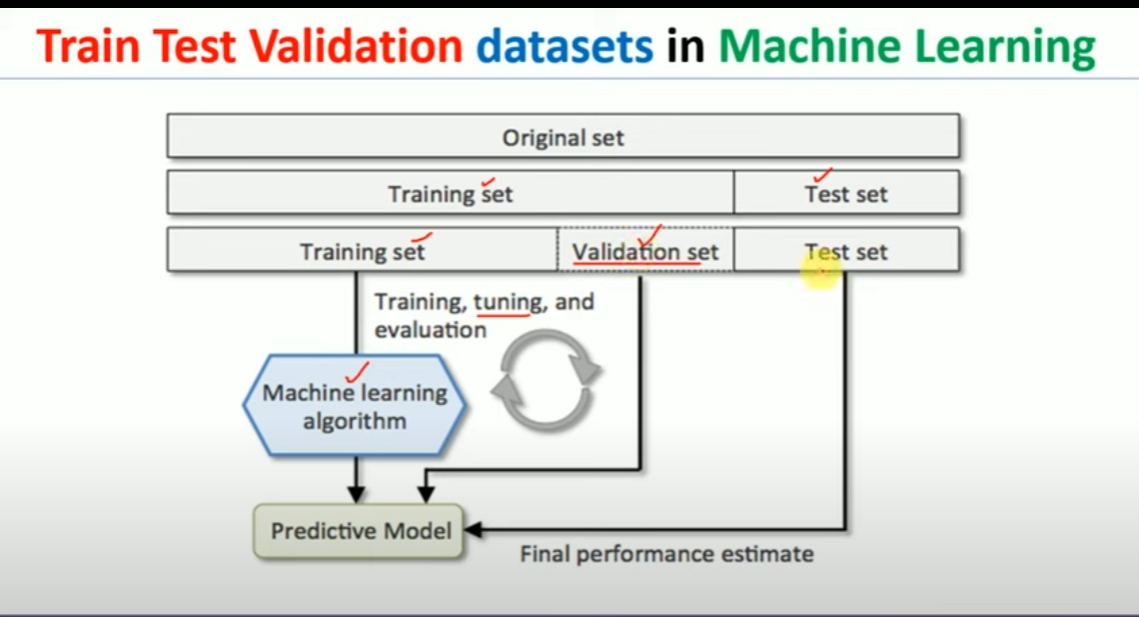 Train Test Validation datasets in Machine Learning
Original set
Training set
Test set
Training set
Validation set
Test set
Training, tuning, and
evaluation
Machine learning
algorithm
Predictive Model
Final performance estimate